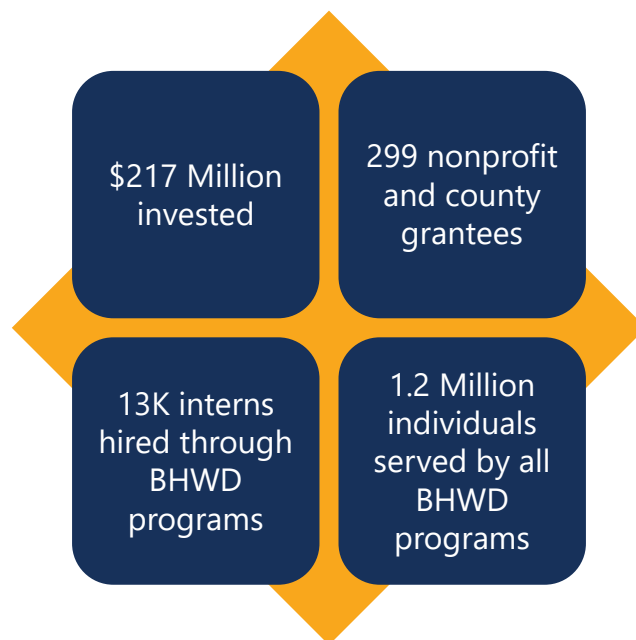 $217 Million
invested
299 nonprofit
and county
grantees
13K interns
hired through
BHWD
programs
1.2 Million
individuals
served by all
BHWD
programs